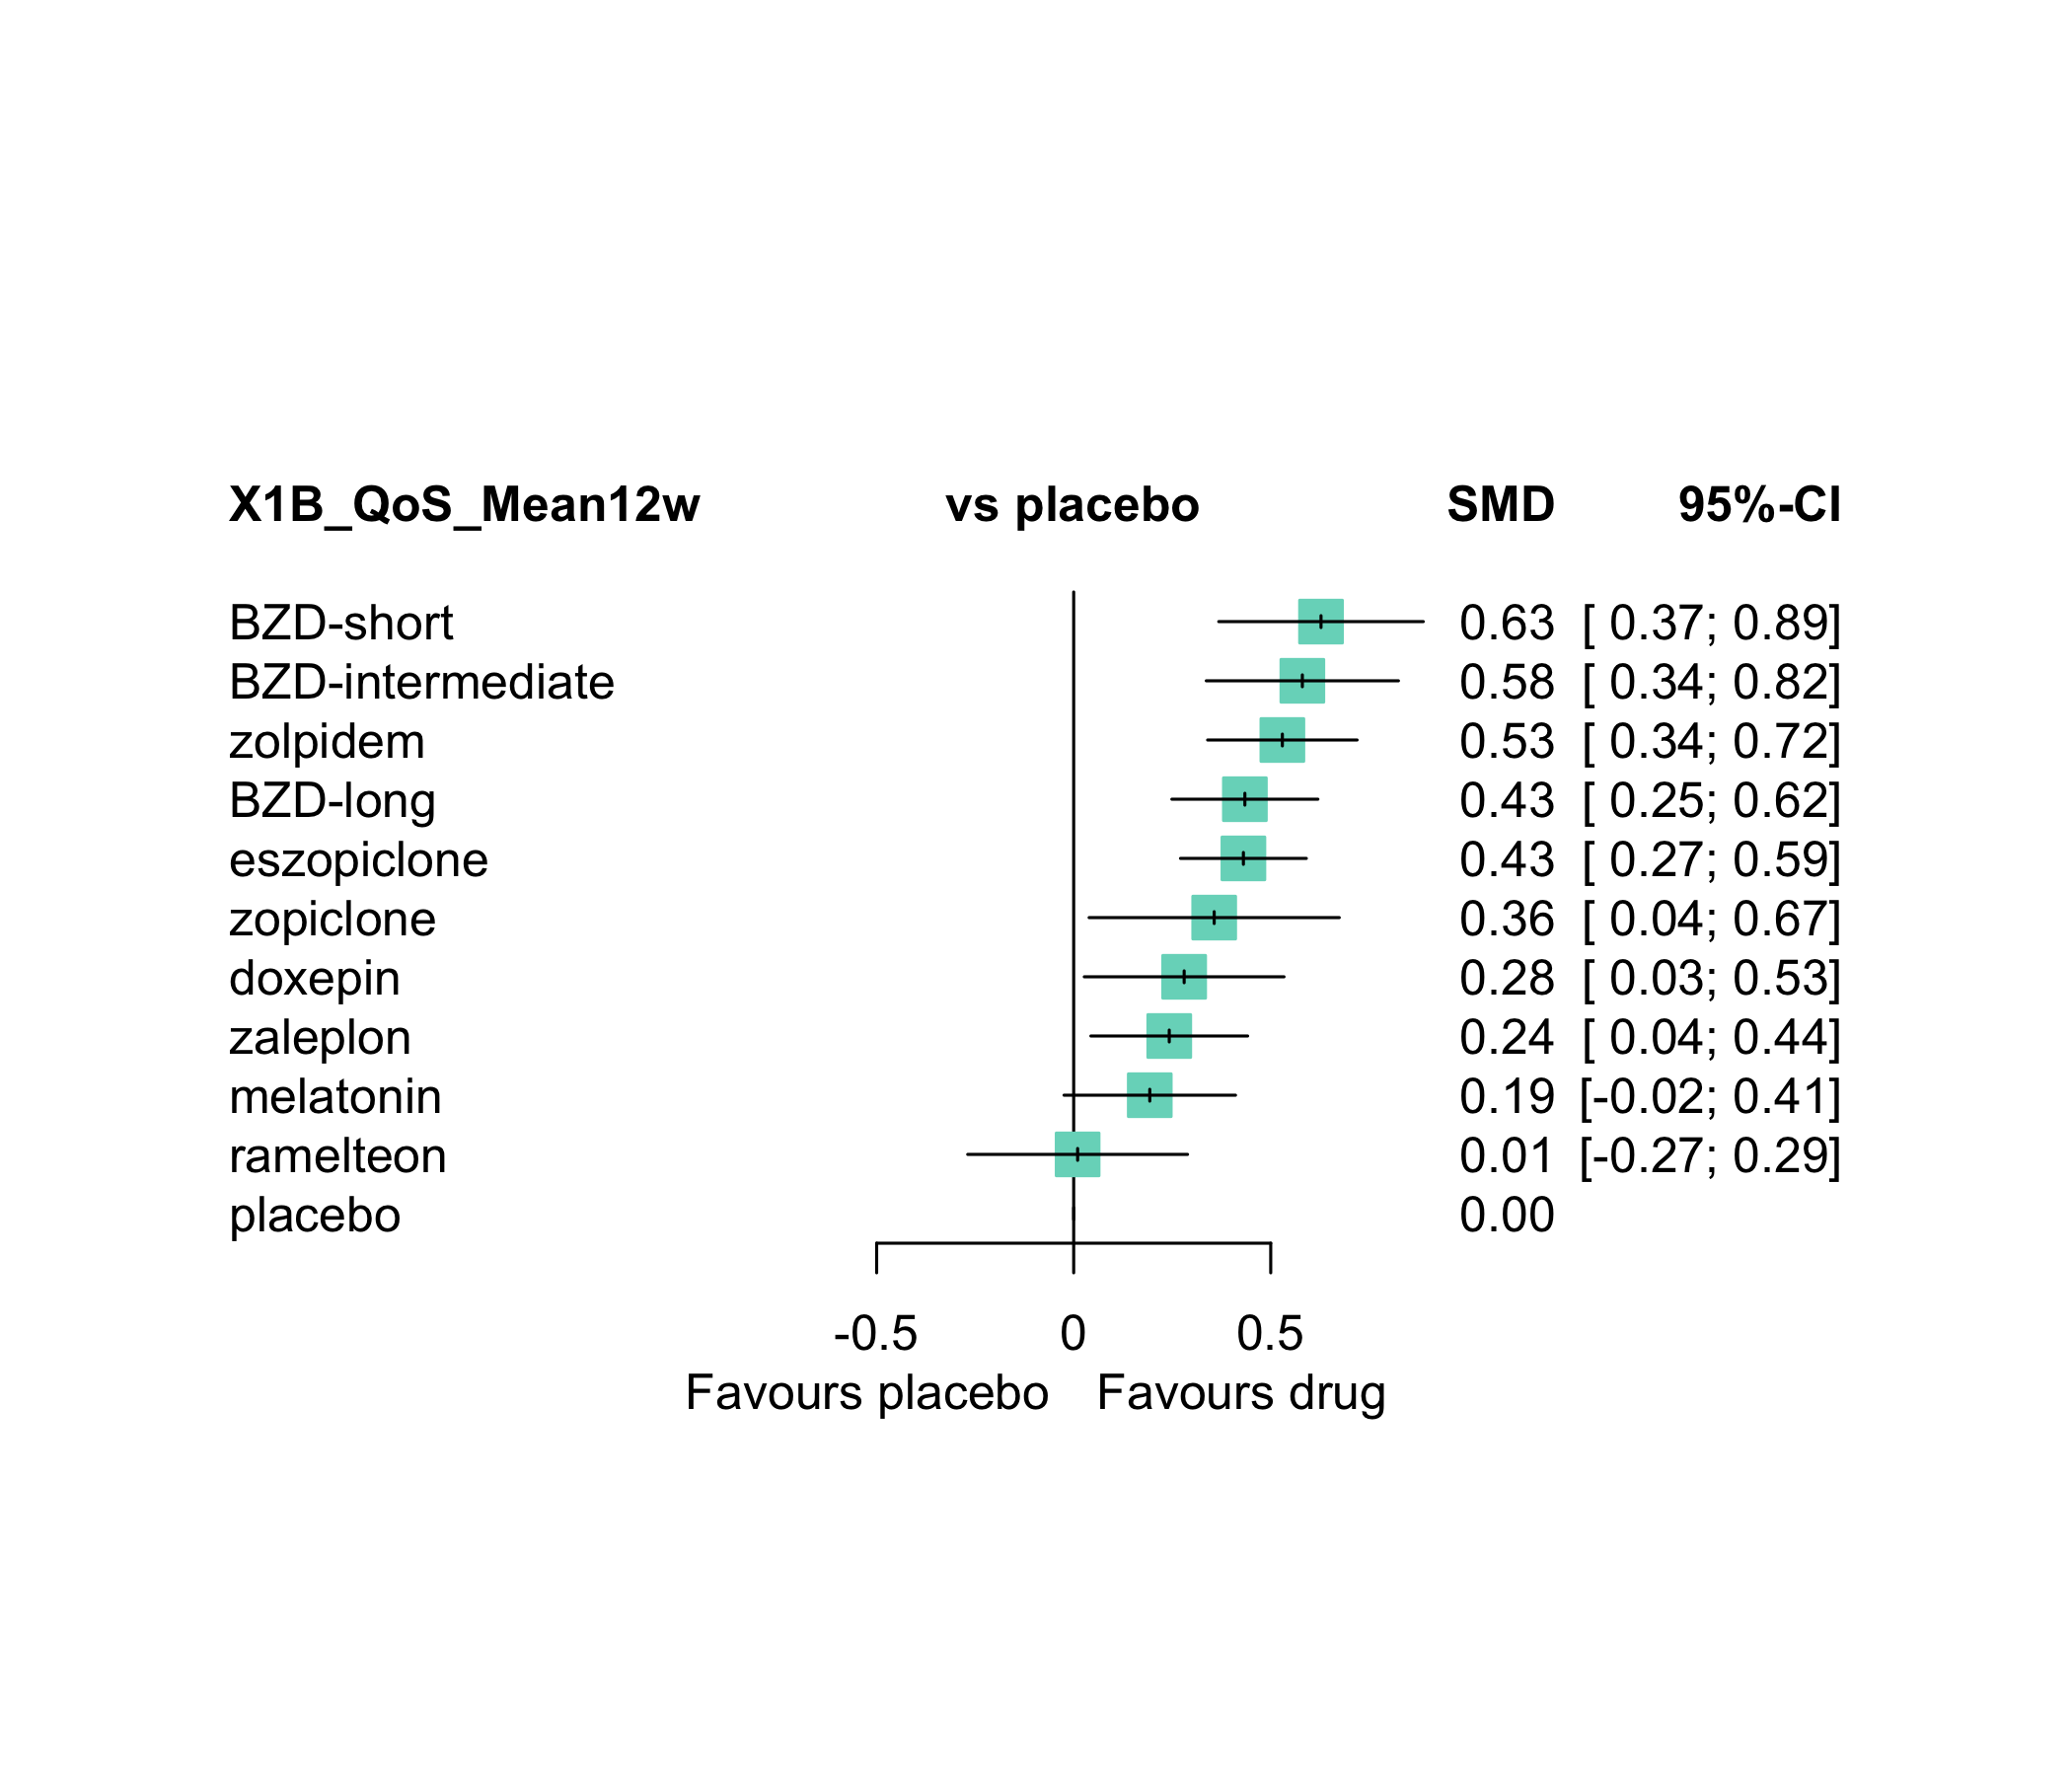 X1B_QoS_Mean12w vs placebo SMD 95%-CI
BZD-short 0.63 [ 0.37; 0.89]
BZD-intermediate 0.58 [ 0.34; 0.82]
zolpidem 0.53 [ 0.34; 0.72]
BZD-long 0.43 [ 0.25; 0.62]
eszopiclone 0.43 [ 0.27; 0.59]
zopiclone 0.36 [ 0.04; 0.67]
doxepin 0.28 [ 0.03; 0.53]
zaleplon 0.24 [ 0.04; 0.44]
melatonin 0.19 [-0.02; 0.41]
ramelteon 0.01 [-0.27; 0.29]
placebo 0.00
-0.5 0 0.5
Favours placebo Favours drug